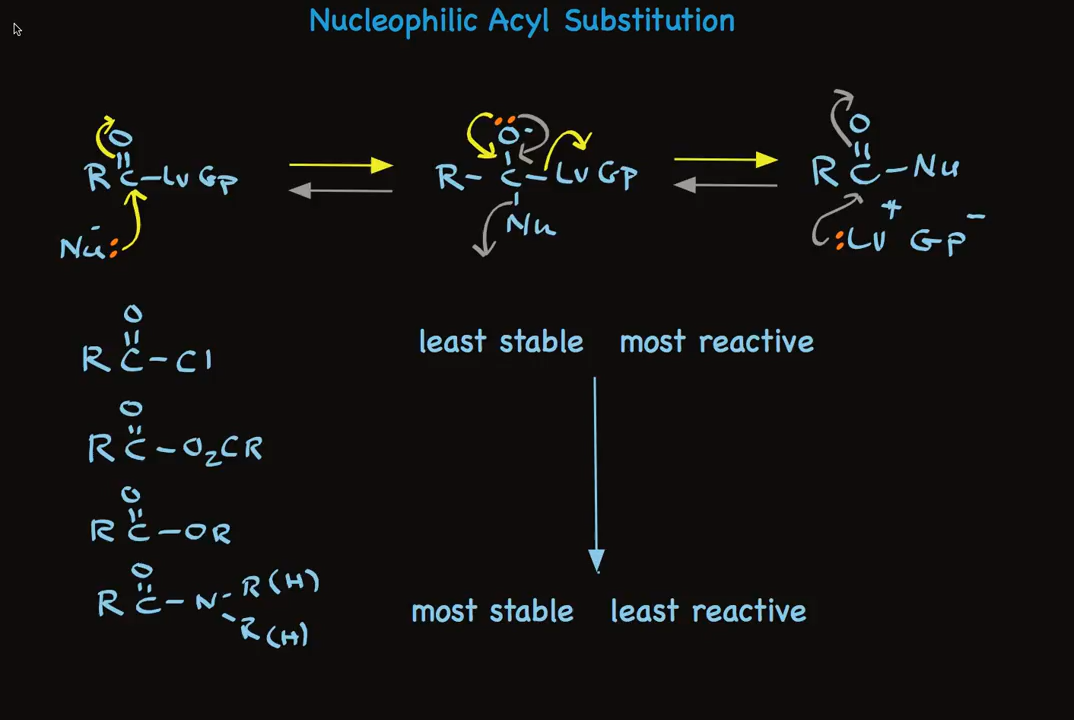 Nucleophilic Acyl Substitution
O
R C – Lv Gp
Nu:⁻
:O:⁻
R – C – Lv Gp
Nu
O
R C – Nu
+
:Lv Gp⁻
O
R C – Cl
least stable most reactive
O
R C – O₂CR
O
R C – OR
O
R C – N – R(H)
R(H)
most stable least reactive